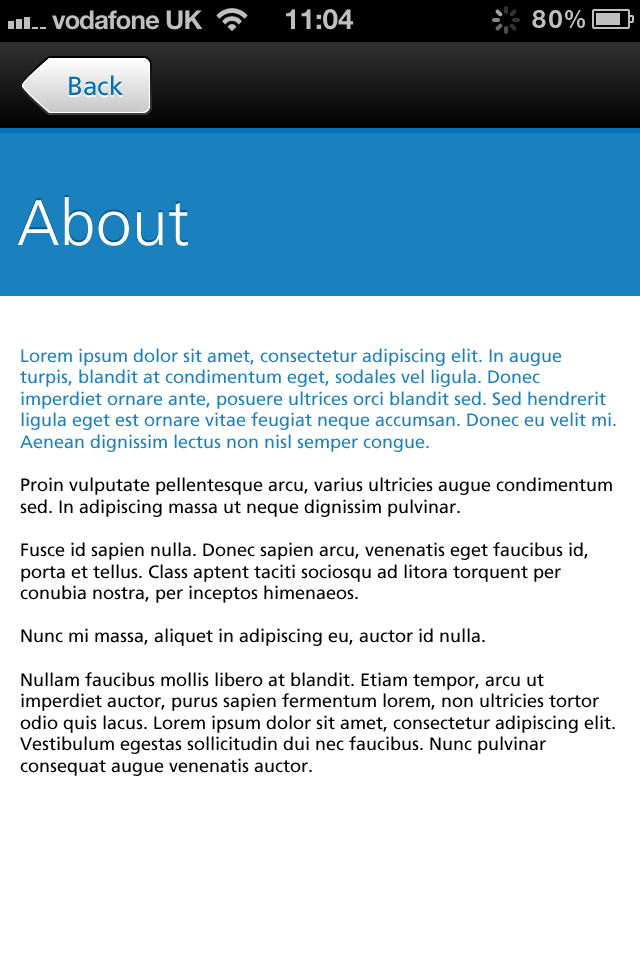 vodafone UK 11:04 80%
Back
About
Lorem ipsum dolor sit amet, consectetur adipiscing elit. In augue
turpis, blandit at condimentum eget, sodales vel ligula. Donec
imperdiet ornare ante, posuere ultrices orci blandit sed. Sed hendrerit
ligula eget est ornare vitae feugiat neque accumsan. Donec eu velit mi.
Aenean dignissim lectus non nisl semper congue.
Proin vulputate pellentesque arcu, varius ultricies augue condimentum
sed. In adipiscing massa ut neque dignissim pulvinar.
Fusce id sapien nulla. Donec sapien arcu, venenatis eget faucibus id,
porta et tellus. Class aptent taciti sociosqu ad litora torquent per
conubia nostra, per inceptos himenaeos.
Nunc mi massa, aliquet in adipiscing eu, auctor id nulla.
Nullam faucibus mollis libero at blandit. Etiam tempor, arcu ut
imperdiet auctor, purus sapien fermentum lorem, non ultricies tortor
odio quis lacus. Lorem ipsum dolor sit amet, consectetur adipiscing elit.
Vestibulum egestas sollicitudin dui nec faucibus. Nunc pulvinar
consequat augue venenatis auctor.